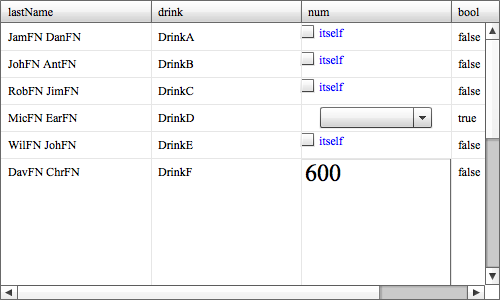 lastName drink num bool
JamFN DanFN DrinkA itself false
JohFN AntFN DrinkB itself false
RobFN JimFN DrinkC itself false
MicFN EarFN DrinkD true
WilFN JohFN DrinkE itself false
DavFN ChrFN DrinkF 600 false